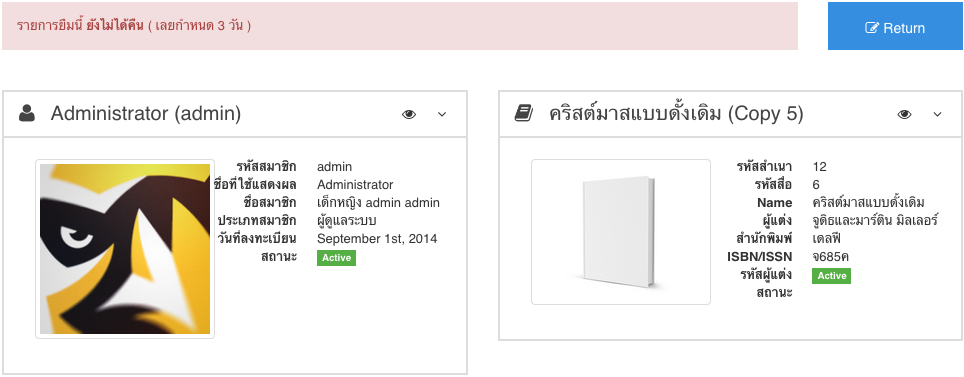 รายการยืมนี้ ยังไม่ได้คืน ( เลยกำหนด 3 วัน )
Return
Administrator (admin)
รหัสสมาชิก admin
ชื่อที่ใช้แสดงผล Administrator
ชื่อสมาชิก เด็กหญิง admin admin
ประเภทสมาชิก ผู้ดูแลระบบ
วันที่ลงทะเบียน September 1st, 2014
สถานะ Active
คริสต์มาสแบบดั้งเดิม (Copy 5)
รหัสสำเนา 12
รหัสสื่อ 6
Name คริสต์มาสแบบดั้งเดิม
ผู้แต่ง จูดิธและมาร์ติน มิลเลอร์
สำนักพิมพ์ เดลฟี
ISBN/ISSN จ685ค
รหัสผู้แต่ง Active
สถานะ